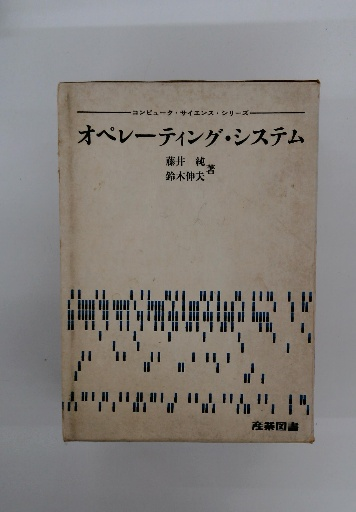 コンピュータ・サイエンス・シリーズ
オペレーティング・システム
藤井 純
鈴木伸夫 著
産業図書